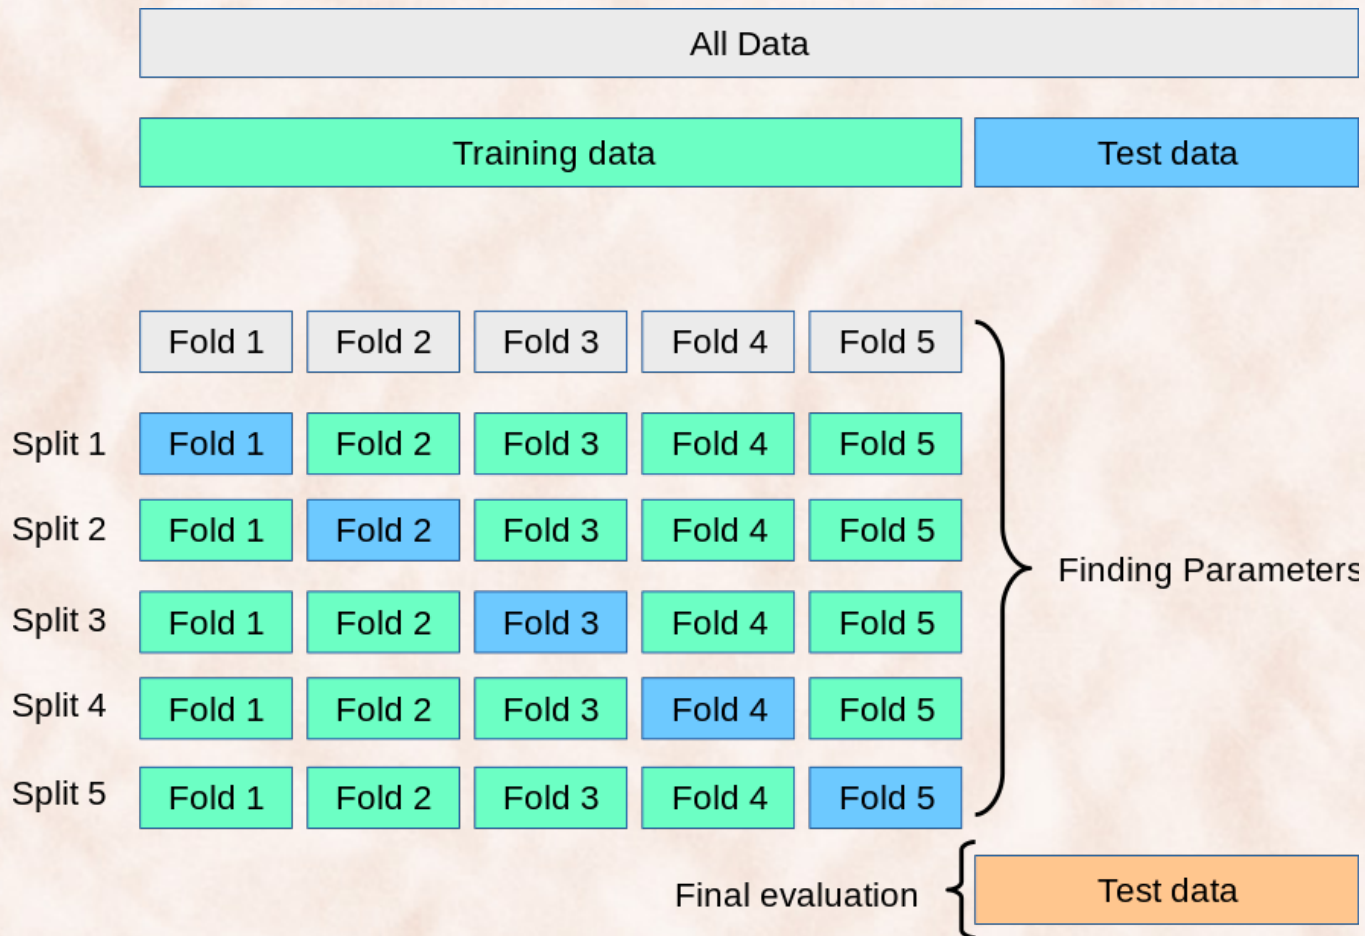 All Data
Training data Test data
Fold 1 Fold 2 Fold 3 Fold 4 Fold 5
Split 1 Fold 1 Fold 2 Fold 3 Fold 4 Fold 5
Split 2 Fold 1 Fold 2 Fold 3 Fold 4 Fold 5
Finding Parameters
Split 3 Fold 1 Fold 2 Fold 3 Fold 4 Fold 5
Split 4 Fold 1 Fold 2 Fold 3 Fold 4 Fold 5
Split 5 Fold 1 Fold 2 Fold 3 Fold 4 Fold 5
Final evaluation Test data